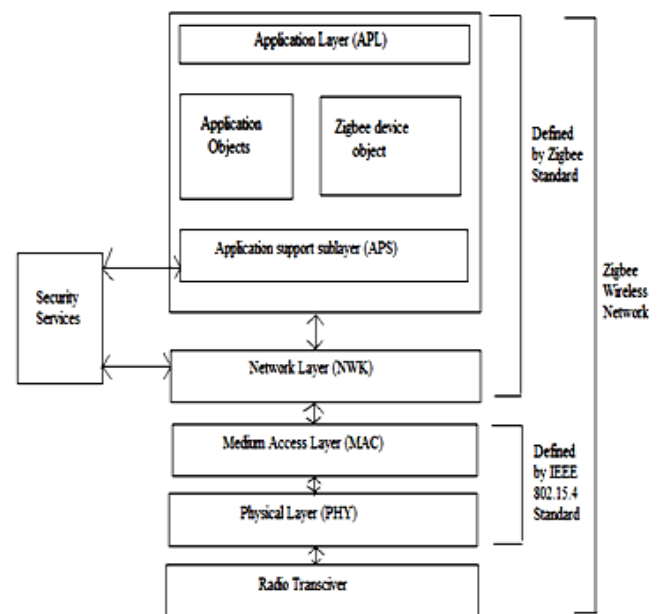 Application Layer (APL)
Application
Objects
Zigbee device
object
Application support sublayer (APS)
Security
Services
Network Layer (NWK)
Medium Access Layer (MAC)
Physical Layer (PHY)
Radio Transciver
Defined
by Zigbee
Standard
Defined
by IEEE
802.15.4
Standard
Zigbee
Wireless
Network